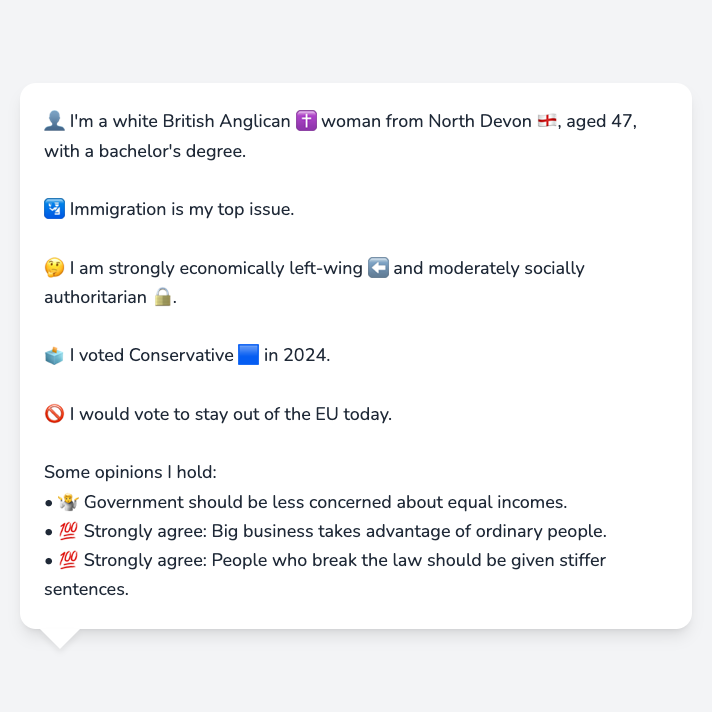 👤 I'm a white British Anglican ✝️ woman from North Devon 🏴󠁧󠁢󠁥󠁮󠁧󠁿, aged 47,
with a bachelor's degree.
🛂 Immigration is my top issue.
🤔 I am strongly economically left-wing ⬅️ and moderately socially
authoritarian 🔒.
🗳️ I voted Conservative 🟦 in 2024.
🚫 I would vote to stay out of the EU today.
Some opinions I hold:
• 🤷‍♀️ Government should be less concerned about equal incomes.
• 💯 Strongly agree: Big business takes advantage of ordinary people.
• 💯 Strongly agree: People who break the law should be given stiffer
sentences.